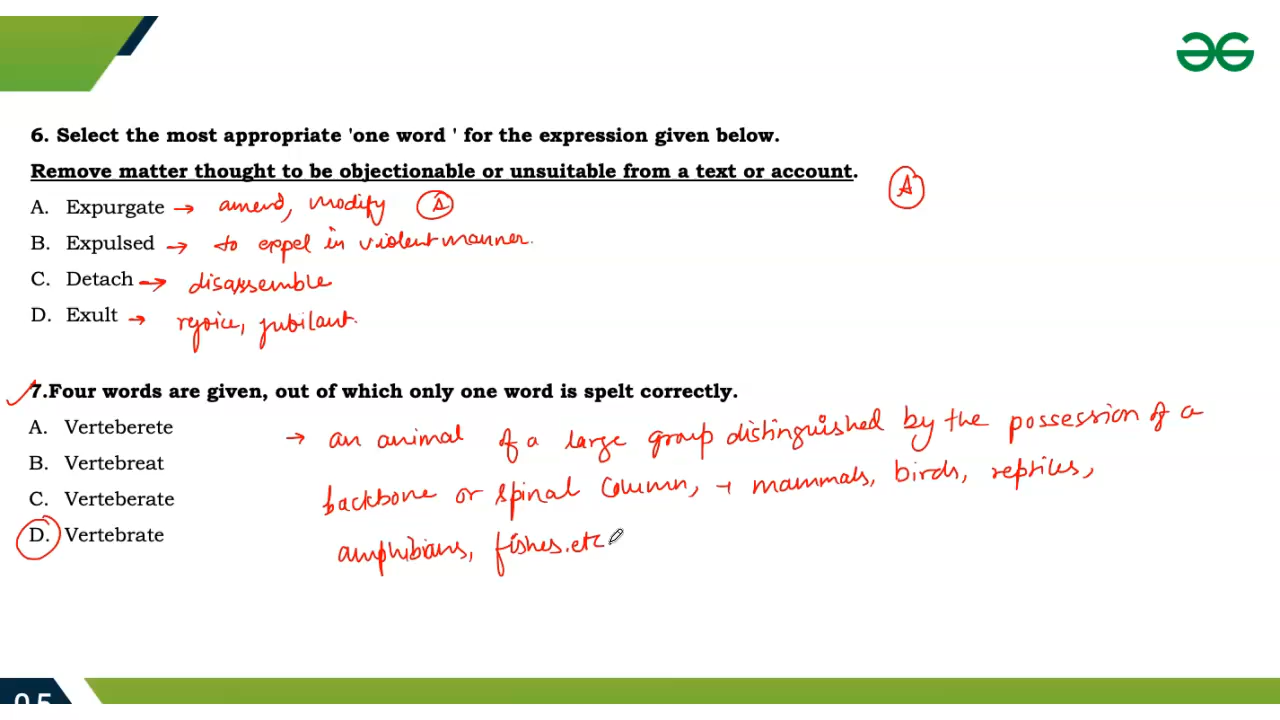 6. Select the most appropriate 'one word ' for the expression given below.
Remove matter thought to be objectionable or unsuitable from a text or account.
A
A. Expurgate → amend, modify A
B. Expulsed → to expel in violent manner.
C. Detach → disassemble
D. Exult → rejoice, jubilant.
7.Four words are given, out of which only one word is spelt correctly.
A. Verteberete
→ an animal of a large group distinguished by the possession of a
B. Vertebreat
backbone or spinal column, → mammals, birds, reptiles,
C. Verteberate
D. Vertebrate
amphibians, fishes.etc
05